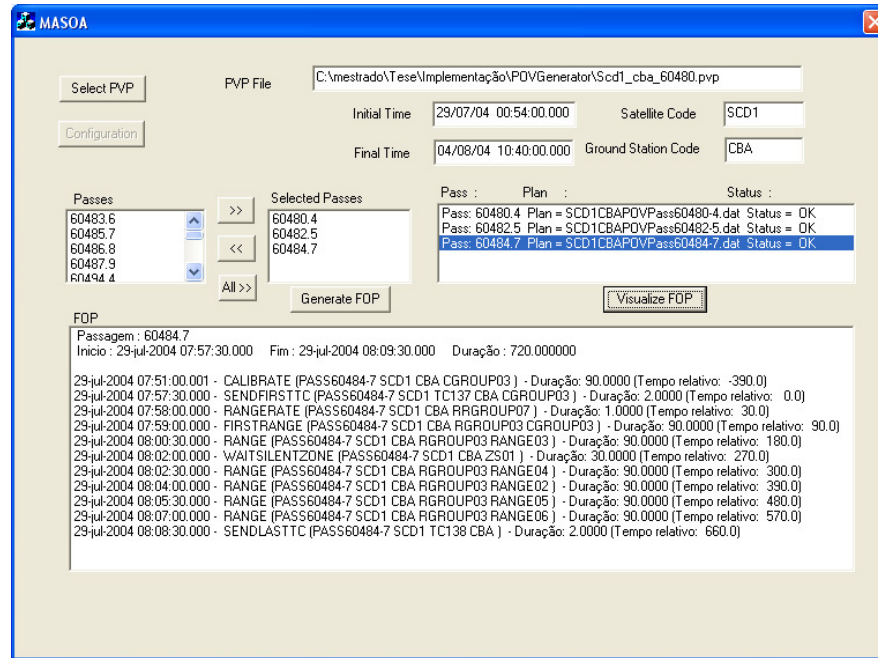 MASOA
Select PVP
PVP File
C:\mestrado\Tese\Implementação\POVGenerator\Scd1_cba_60480.pvp
Configuration
Initial Time
29/07/04 00:54:00.000
Satellite Code
SCD1
Final Time
04/08/04 10:40:00.000
Ground Station Code
CBA
Passes
60483.6
60485.7
60486.8
60487.9
60494.4
>>
<<
All >>
Selected Passes
60480.4
60482.5
60484.7
Generate FOP
Pass : Plan : Status :
Pass: 60480.4 Plan = SCD1CBAPOVPass60480-4.dat Status = OK
Pass: 60482.5 Plan = SCD1CBAPOVPass60482-5.dat Status = OK
Pass: 60484.7 Plan = SCD1CBAPOVPass60484-7.dat Status = OK
Visualize FOP
FOP
Passagem : 60484.7
Inicio : 29-jul-2004 07:57:30.000 Fim : 29-jul-2004 08:09:30.000 Duração : 720.000000
29-jul-2004 07:51:00.001 - CALIBRATE (PASS60484-7 SCD1 CBA CGROUP03 ) - Duração: 90.0000 (Tempo relativo: -390.0)
29-jul-2004 07:57:30.000 - SENDFIRSTTC (PASS60484-7 SCD1 TC137 CBA CGROUP03 ) - Duração: 2.0000 (Tempo relativo: 0.0)
29-jul-2004 07:58:00.000 - RANGERATE (PASS60484-7 SCD1 CBA RRGROUP07 ) - Duração: 1.0000 (Tempo relativo: 30.0)
29-jul-2004 07:59:00.000 - FIRSTRANGE (PASS60484-7 SCD1 CBA RGROUP03 CGROUP03 ) - Duração: 90.0000 (Tempo relativo: 90.0)
29-jul-2004 08:00:30.000 - RANGE (PASS60484-7 SCD1 CBA RGROUP03 RANGE03 ) - Duração: 90.0000 (Tempo relativo: 180.0)
29-jul-2004 08:02:00.000 - WAITSILENTZONE (PASS60484-7 SCD1 CBA ZS01 ) - Duração: 30.0000 (Tempo relativo: 270.0)
29-jul-2004 08:02:30.000 - RANGE (PASS60484-7 SCD1 CBA RGROUP03 RANGE04 ) - Duração: 90.0000 (Tempo relativo: 300.0)
29-jul-2004 08:04:00.000 - RANGE (PASS60484-7 SCD1 CBA RGROUP03 RANGE02 ) - Duração: 90.0000 (Tempo relativo: 390.0)
29-jul-2004 08:05:30.000 - RANGE (PASS60484-7 SCD1 CBA RGROUP03 RANGE05 ) - Duração: 90.0000 (Tempo relativo: 480.0)
29-jul-2004 08:07:00.000 - RANGE (PASS60484-7 SCD1 CBA RGROUP03 RANGE06 ) - Duração: 90.0000 (Tempo relativo: 570.0)
29-jul-2004 08:08:30.000 - SENDLASTTC (PASS60484-7 SCD1 TC138 CBA ) - Duração: 2.0000 (Tempo relativo: 660.0)